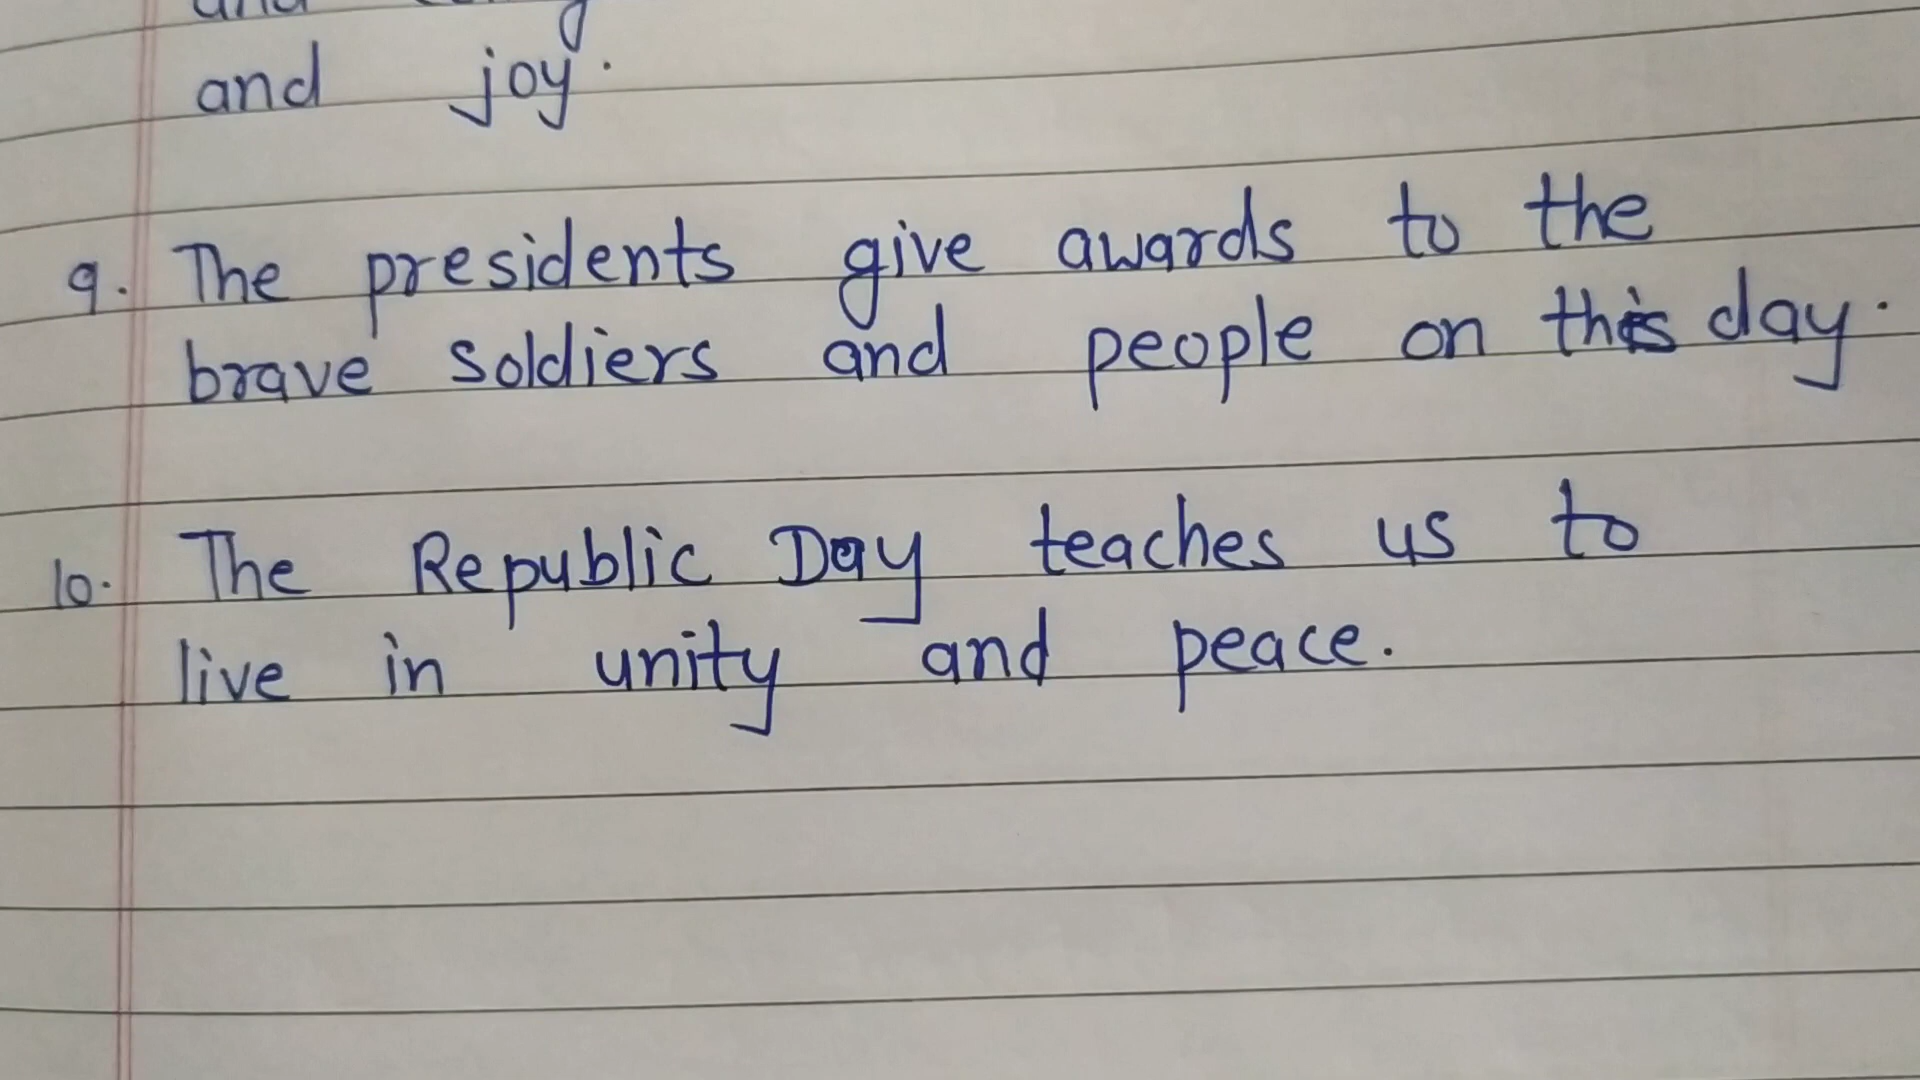 and joy.
9. The presidents give awards to the
brave soldiers and people on this day.
10. The Republic Day teaches us to
live in unity and peace.